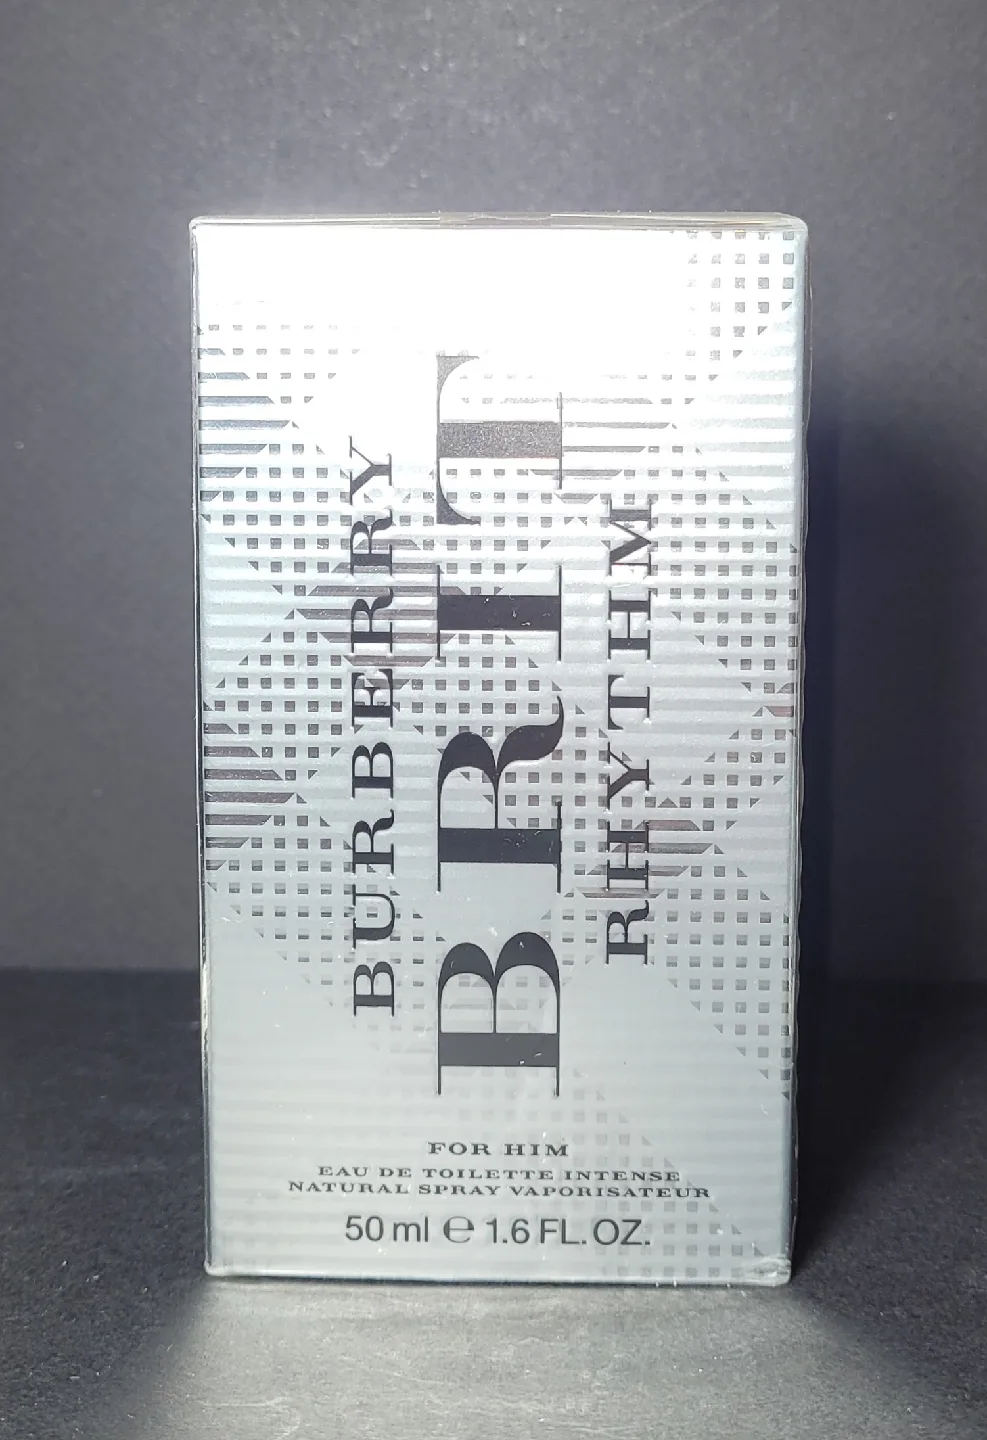 BURBERRY
BRIT
RHYTHM
FOR HIM
EAU DE TOILETTE INTENSE
NATURAL SPRAY VAPORISATEUR
50 ml ℮ 1.6 FL. OZ.